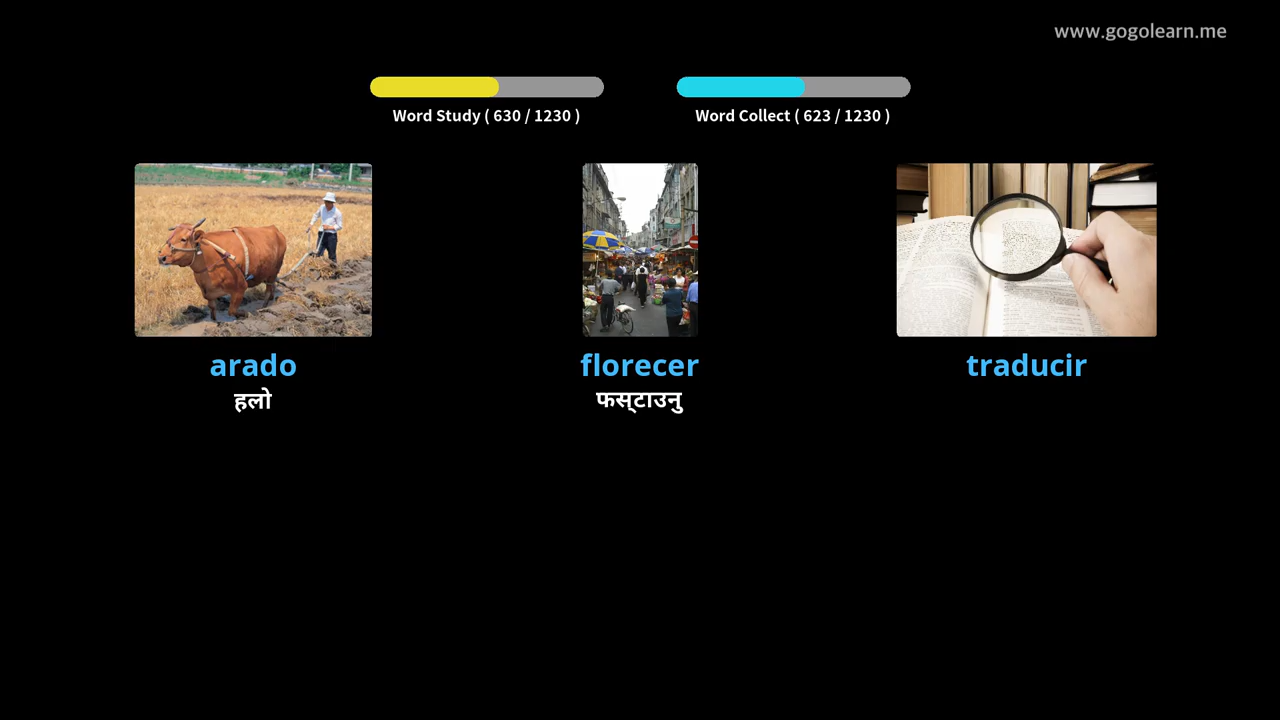 www.gogolearn.me
Word Study ( 630 / 1230 )
Word Collect ( 623 / 1230 )
arado
florecer
traducir
हलो
फस्टाउनु